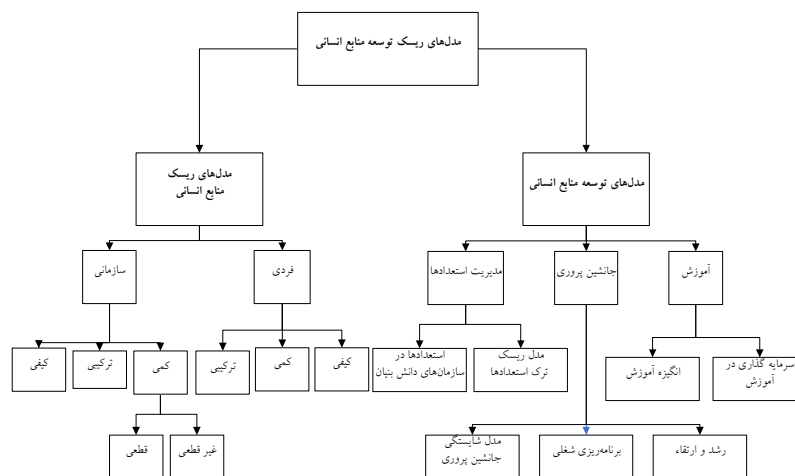 مدل‌های ریسک توسعه منابع انسانی
مدل‌های توسعه منابع انسانی
مدل‌های ریسک
منابع انسانی
آموزش
جانشین پروری
مدیریت استعدادها
فردی
سازمانی
سرمایه گذاری در
آموزش
انگیزه آموزش
مدل ریسک
ترک استعدادها
استعدادها در
سازمان‌های دانش بنیان
کیفی
کمی
ترکیبی
کمی
ترکیبی
کیفی
رشد و ارتقاء
برنامه‌ریزی شغلی
مدل شایستگی
جانشین پروری
غیر قطعی
قطعی